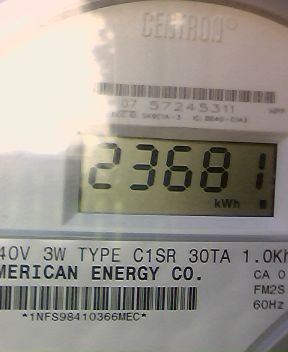 CENTRON®
07 57245311
23681
kWh
40V 3W TYPE C1SR 30TA 1.0Kh
MERICAN ENERGY CO.
CA 0
FM2S
60Hz
*1NFS98410366MEC*